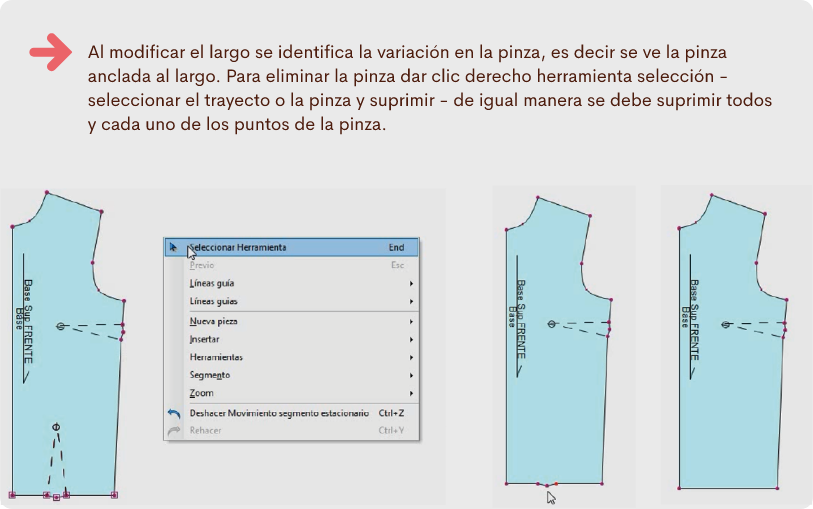 Al modificar el largo se identifica la variación en la pinza, es decir se ve la pinza
anclada al largo. Para eliminar la pinza dar clic derecho herramienta selección -
seleccionar el trayecto o la pinza y suprimir - de igual manera se debe suprimir todos
y cada uno de los puntos de la pinza.
Base Sup FRENTE
Base
Seleccionar Herramienta End
Previo Esc
Líneas guía
Líneas guias
Nueva pieza
Insertar
Herramientas
Segmento
Zoom
Deshacer Movimiento segmento estacionario Ctrl+Z
Rehacer Ctrl+Y
Base Sup FRENTE
Base
Base Sup FRENTE
Base